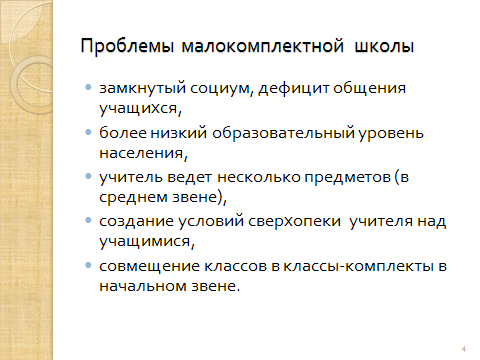 Проблемы малокомплектной школы
замкнутый социум, дефицит общения
учащихся,
более низкий образовательный уровень
населения,
учитель ведет несколько предметов (в
среднем звене),
создание условий сверхопеки учителя над
учащимися,
совмещение классов в классы-комплекты в
начальном звене.
4